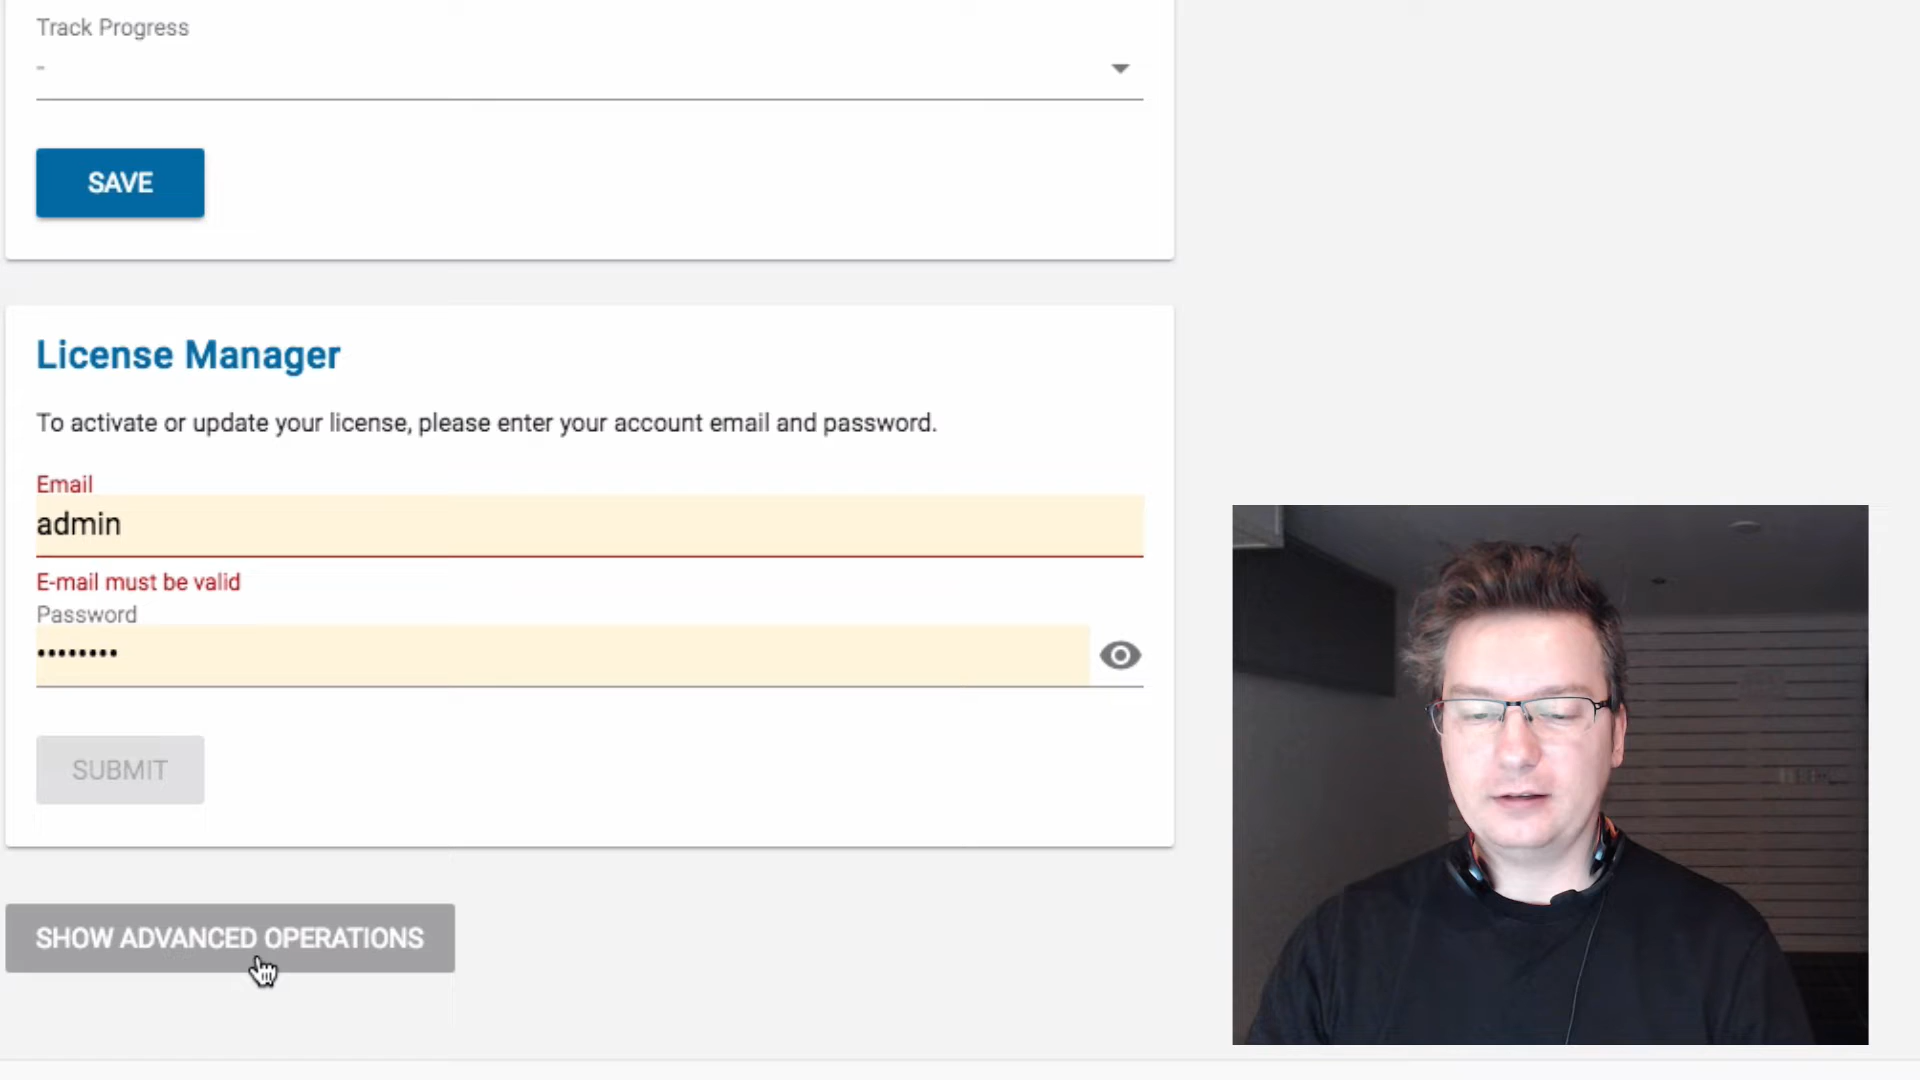 Track Progress
-
SAVE
License Manager
To activate or update your license, please enter your account email and password.
Email
admin
E-mail must be valid
Password
••••••••
SUBMIT
SHOW ADVANCED OPERATIONS